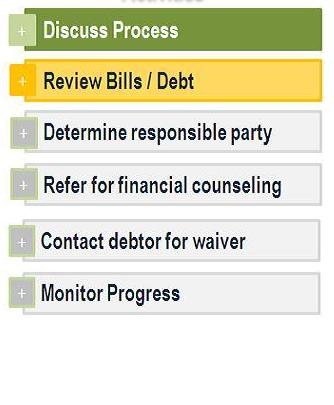 + Discuss Process
+ Review Bills / Debt
+ Determine responsible party
+ Refer for financial counseling
+ Contact debtor for waiver
+ Monitor Progress